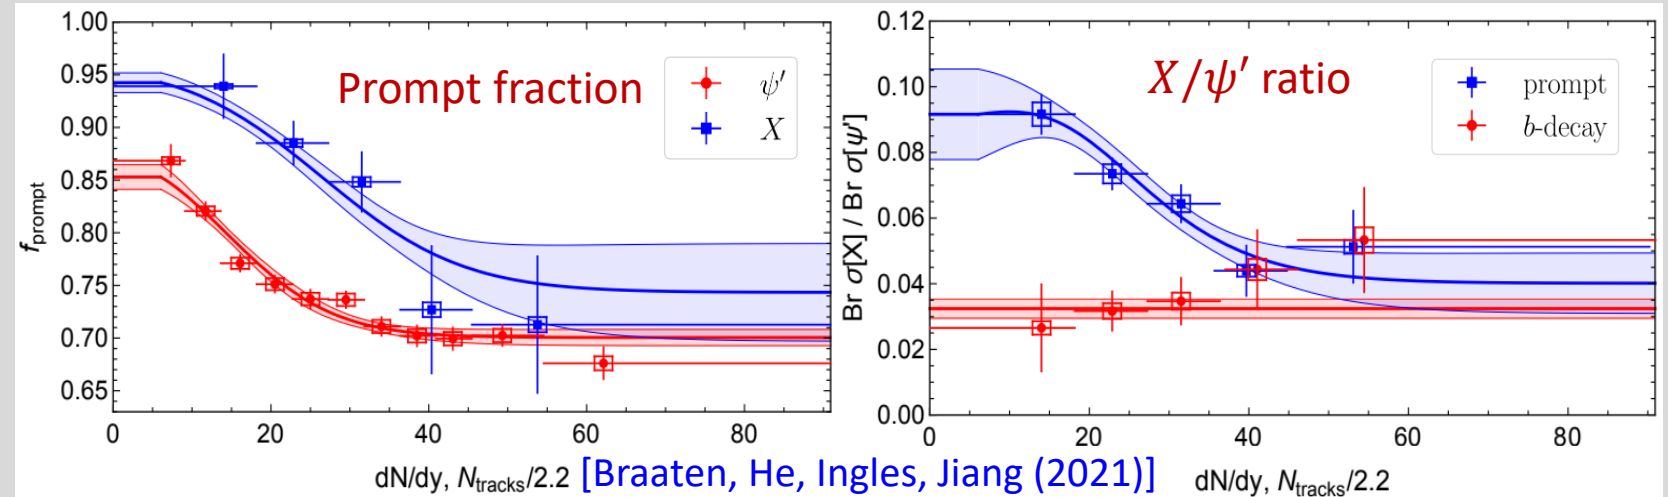 1.00
0.95
0.90
0.85
0.80
0.75
0.70
0.65
f_prompt
Prompt fraction
ψ′
X
0 20 40 60 80
dN/dy, N_tracks/2.2
0.12
0.10
0.08
0.06
0.04
0.02
0.00
Br σ[X] / Br σ[ψ′]
X/ψ′ ratio
prompt
b-decay
0 20 40 60 80
dN/dy, N_tracks/2.2
[Braaten, He, Ingles, Jiang (2021)]